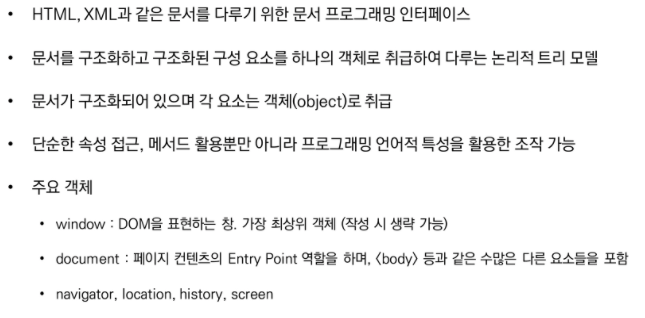 • HTML, XML과 같은 문서를 다루기 위한 문서 프로그래밍 인터페이스
• 문서를 구조화하고 구조화된 구성 요소를 하나의 객체로 취급하여 다루는 논리적 트리 모델
• 문서가 구조화되어 있으며 각 요소는 객체(object)로 취급
• 단순한 속성 접근, 메서드 활용뿐만 아니라 프로그래밍 언어적 특성을 활용한 조작 가능
• 주요 객체
• window : DOM을 표현하는 창. 가장 최상위 객체 (작성 시 생략 가능)
• document : 페이지 컨텐츠의 Entry Point 역할을 하며, <body> 등과 같은 수많은 다른 요소들을 포함
• navigator, location, history, screen